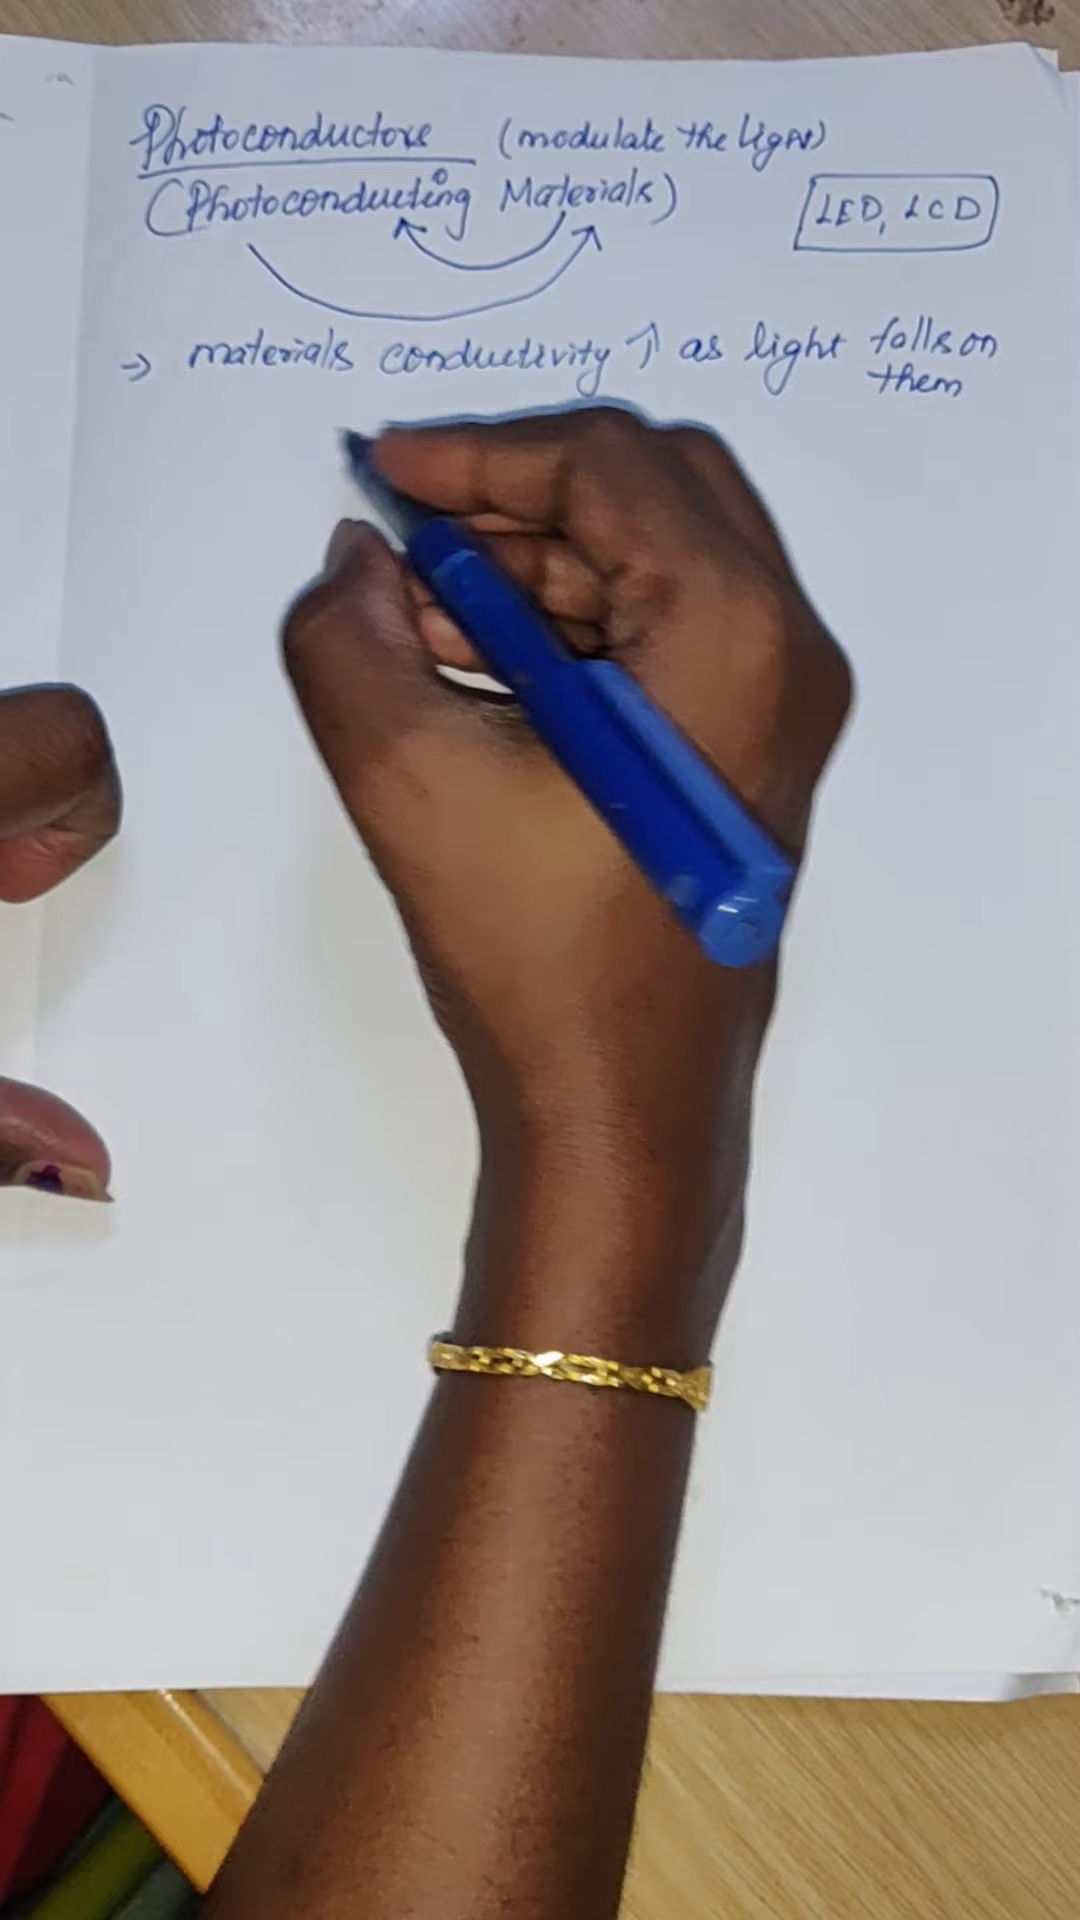 Photoconductors (modulate the light)
(Photoconducting Materials)
LED, LCD
→ materials conductivity ↑ as light falls on
them